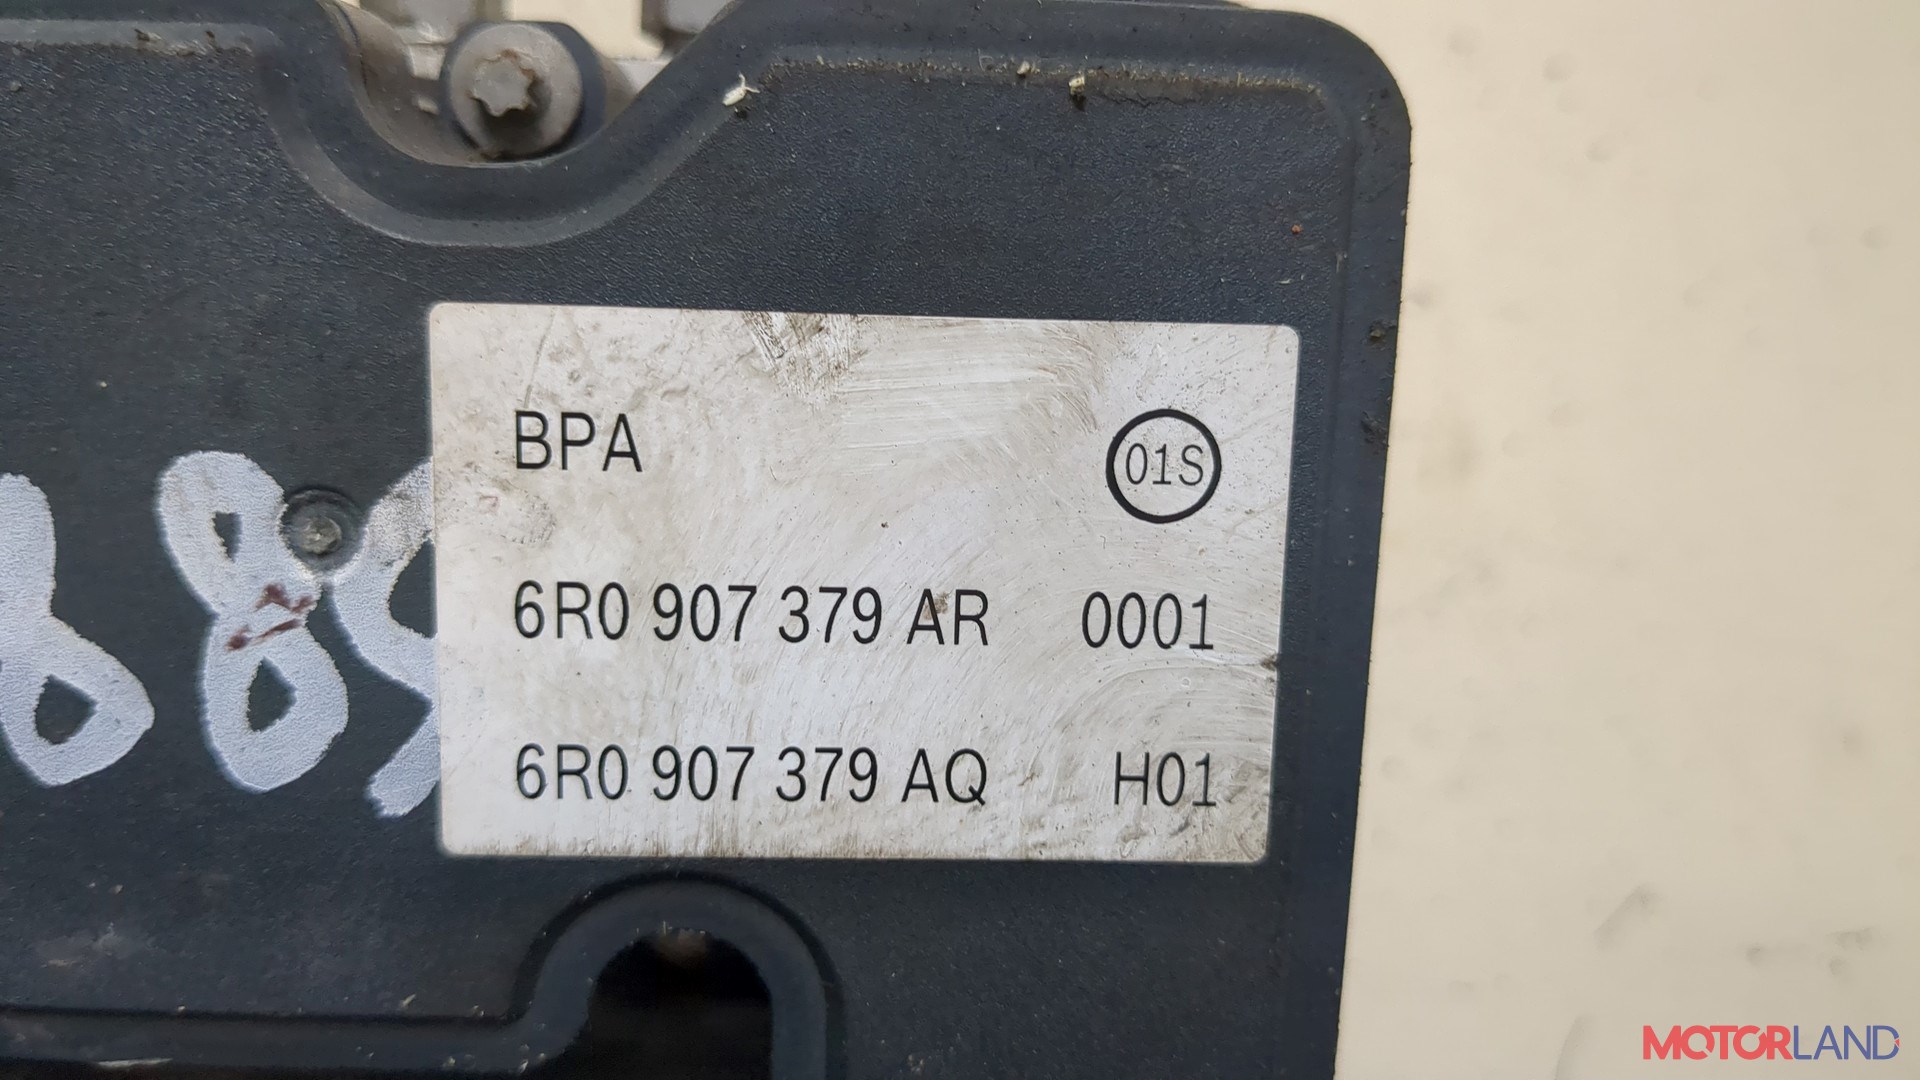 BPA 01S
6R0 907 379 AR 0001
6R0 907 379 AQ H01
MOTORLAND